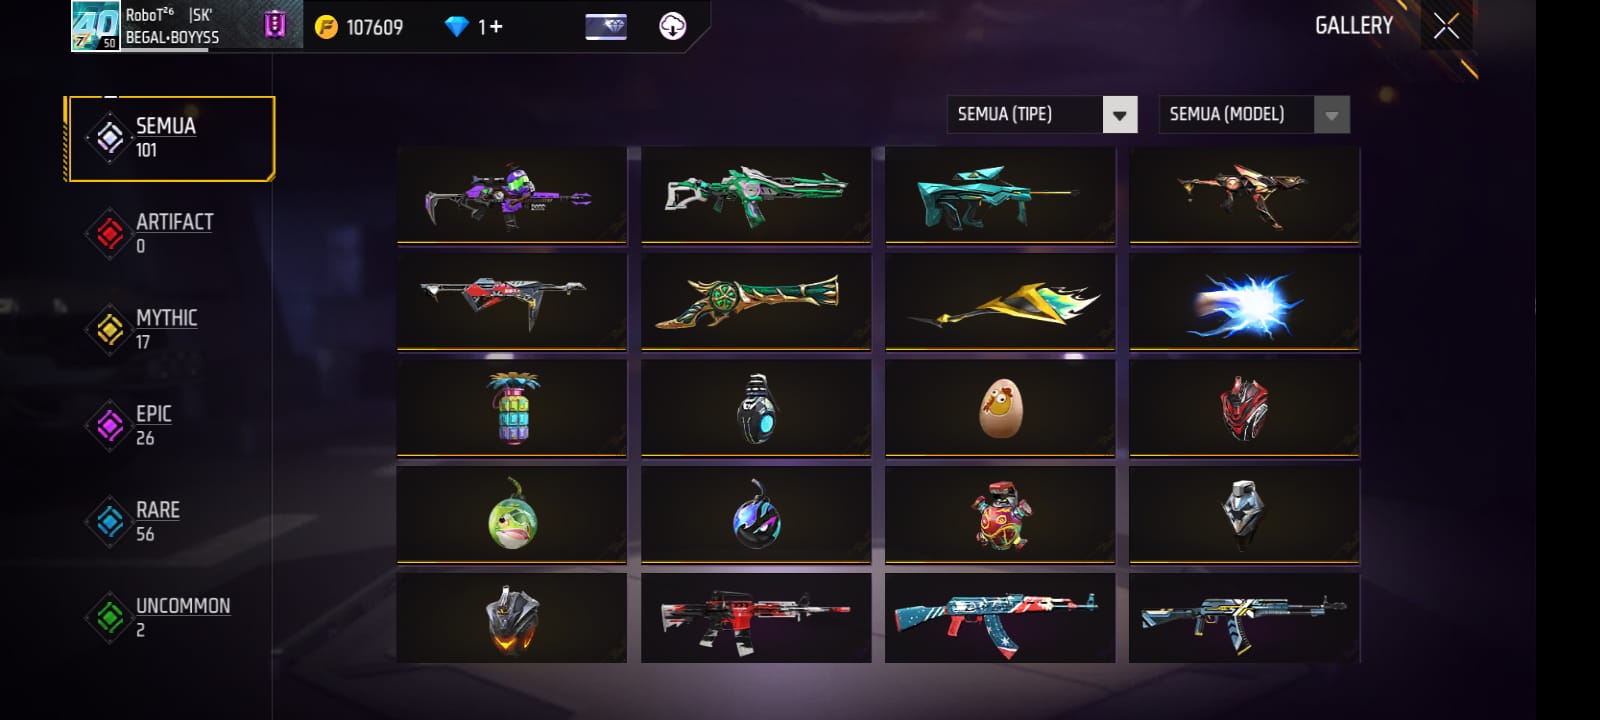 40
50
RoboT²⁶ |SK'
BEGAL•BOYYSS
107609
1+
GALLERY
SEMUA (TIPE)
SEMUA (MODEL)
SEMUA
101
ARTIFACT
0
MYTHIC
17
EPIC
26
RARE
56
UNCOMMON
2